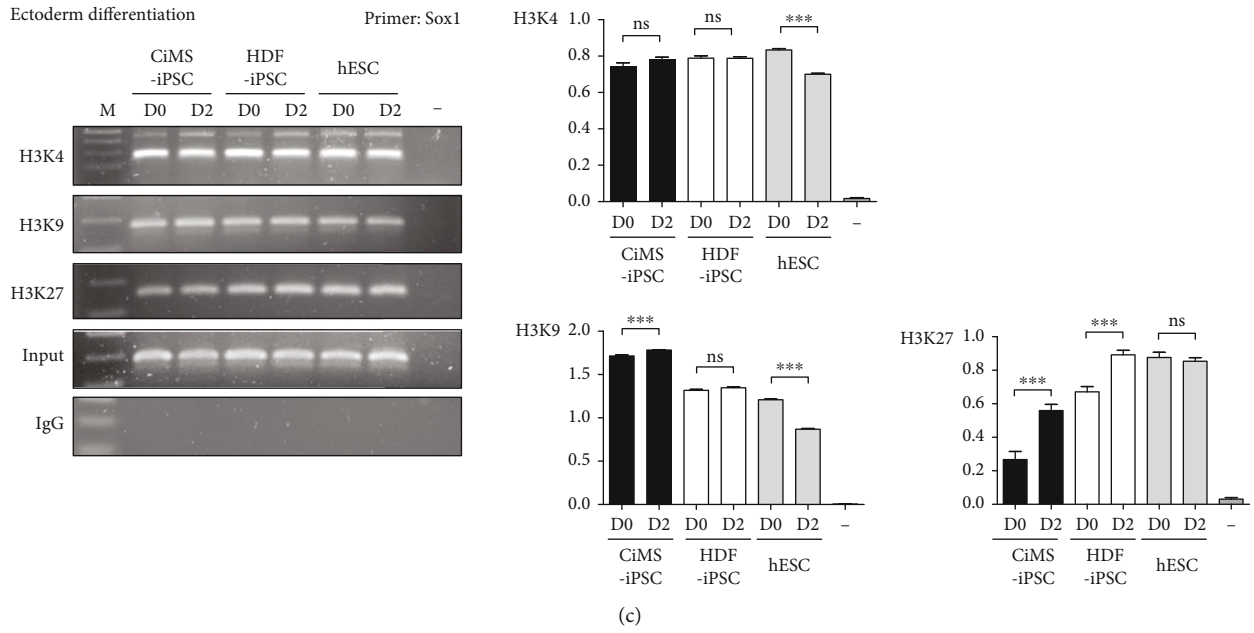 Ectoderm differentiation
Primer: Sox1
CiMS
-iPSC
HDF
-iPSC
hESC
M D0 D2 D0 D2 D0 D2 –
H3K4
H3K9
H3K27
Input
IgG
H3K4
1.0
0.8
0.6
0.4
0.2
0.0
ns
ns
***
D0 D2 D0 D2 D0 D2 –
CiMS
-iPSC
HDF
-iPSC
hESC
H3K9
2.0
1.5
1.0
1.5
0.0
***
ns
***
D0 D2 D0 D2 D0 D2 –
CiMS
-iPSC
HDF
-iPSC
hESC
H3K27
1.0
0.8
0.6
0.4
0.2
0.0
***
***
ns
D0 D2 D0 D2 D0 D2 –
CiMS
-iPSC
HDF
-iPSC
hESC
(c)